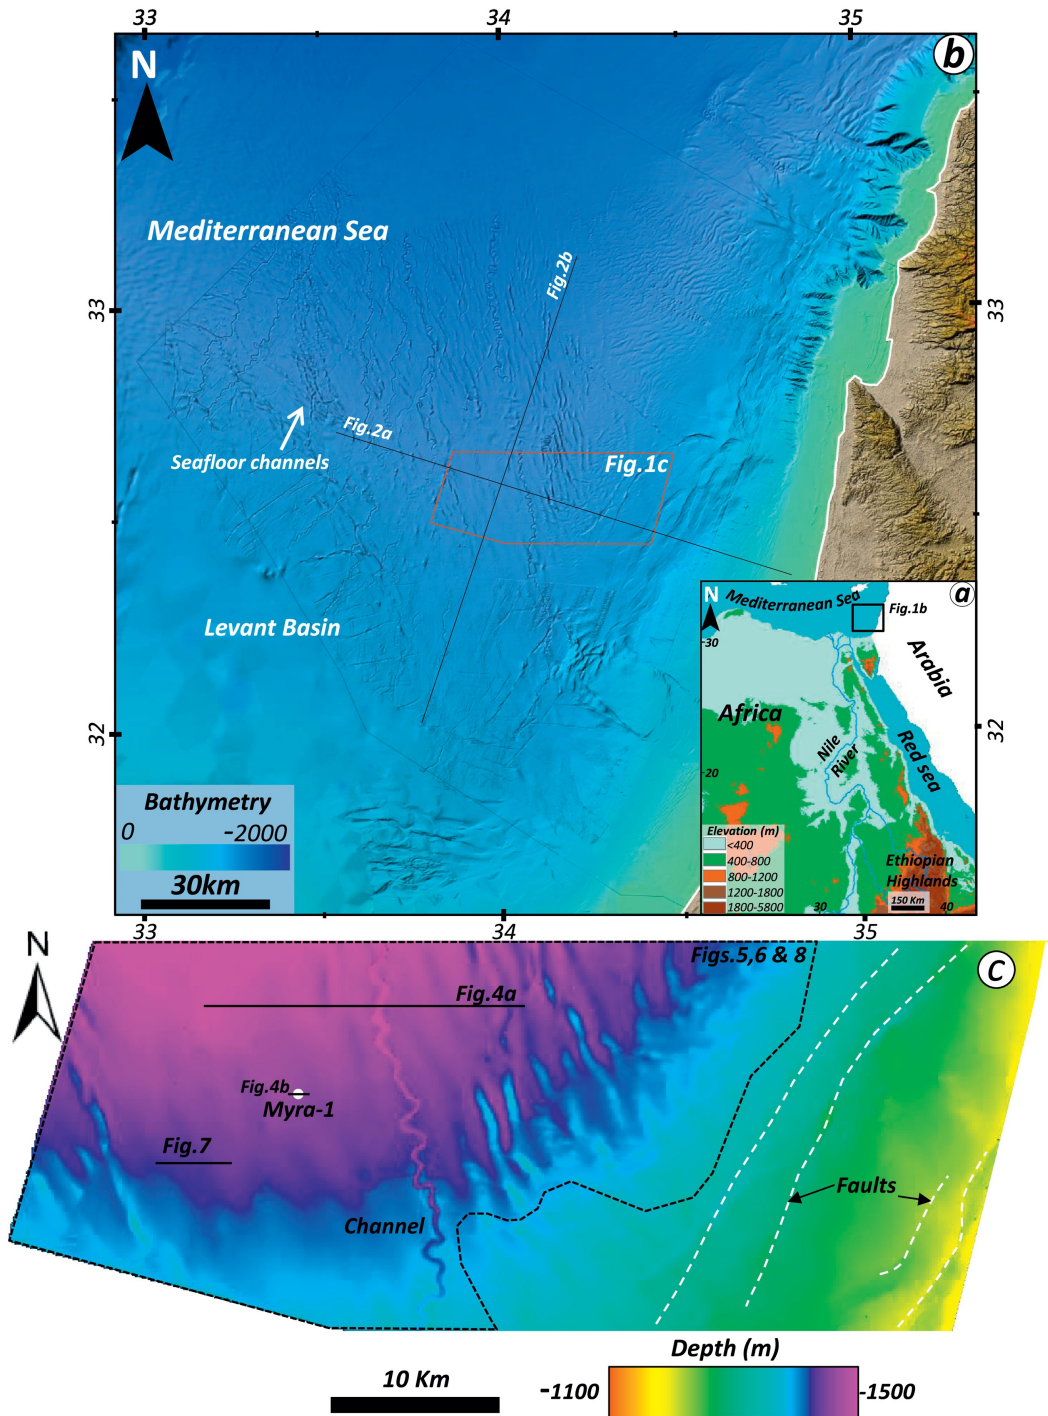 33
34
35
b
N
Mediterranean Sea
Fig.2b
33
33
Fig.2a
Seafloor channels
Fig.1c
Levant Basin
32
32
Bathymetry
0
-2000
30km
a
N
Mediterranean Sea
Fig.1b
30
Arabia
Africa
Nile
River
Red sea
20
Elevation (m)
<400
400-800
800-1200
1200-1800
1800-5800
Ethiopian
Highlands
150 Km
30
40
33
34
35
N
Figs.5,6 & 8
C
Fig.4a
Fig.4b
Myra-1
Fig.7
Channel
Faults
10 Km
Depth (m)
-1100
-1500